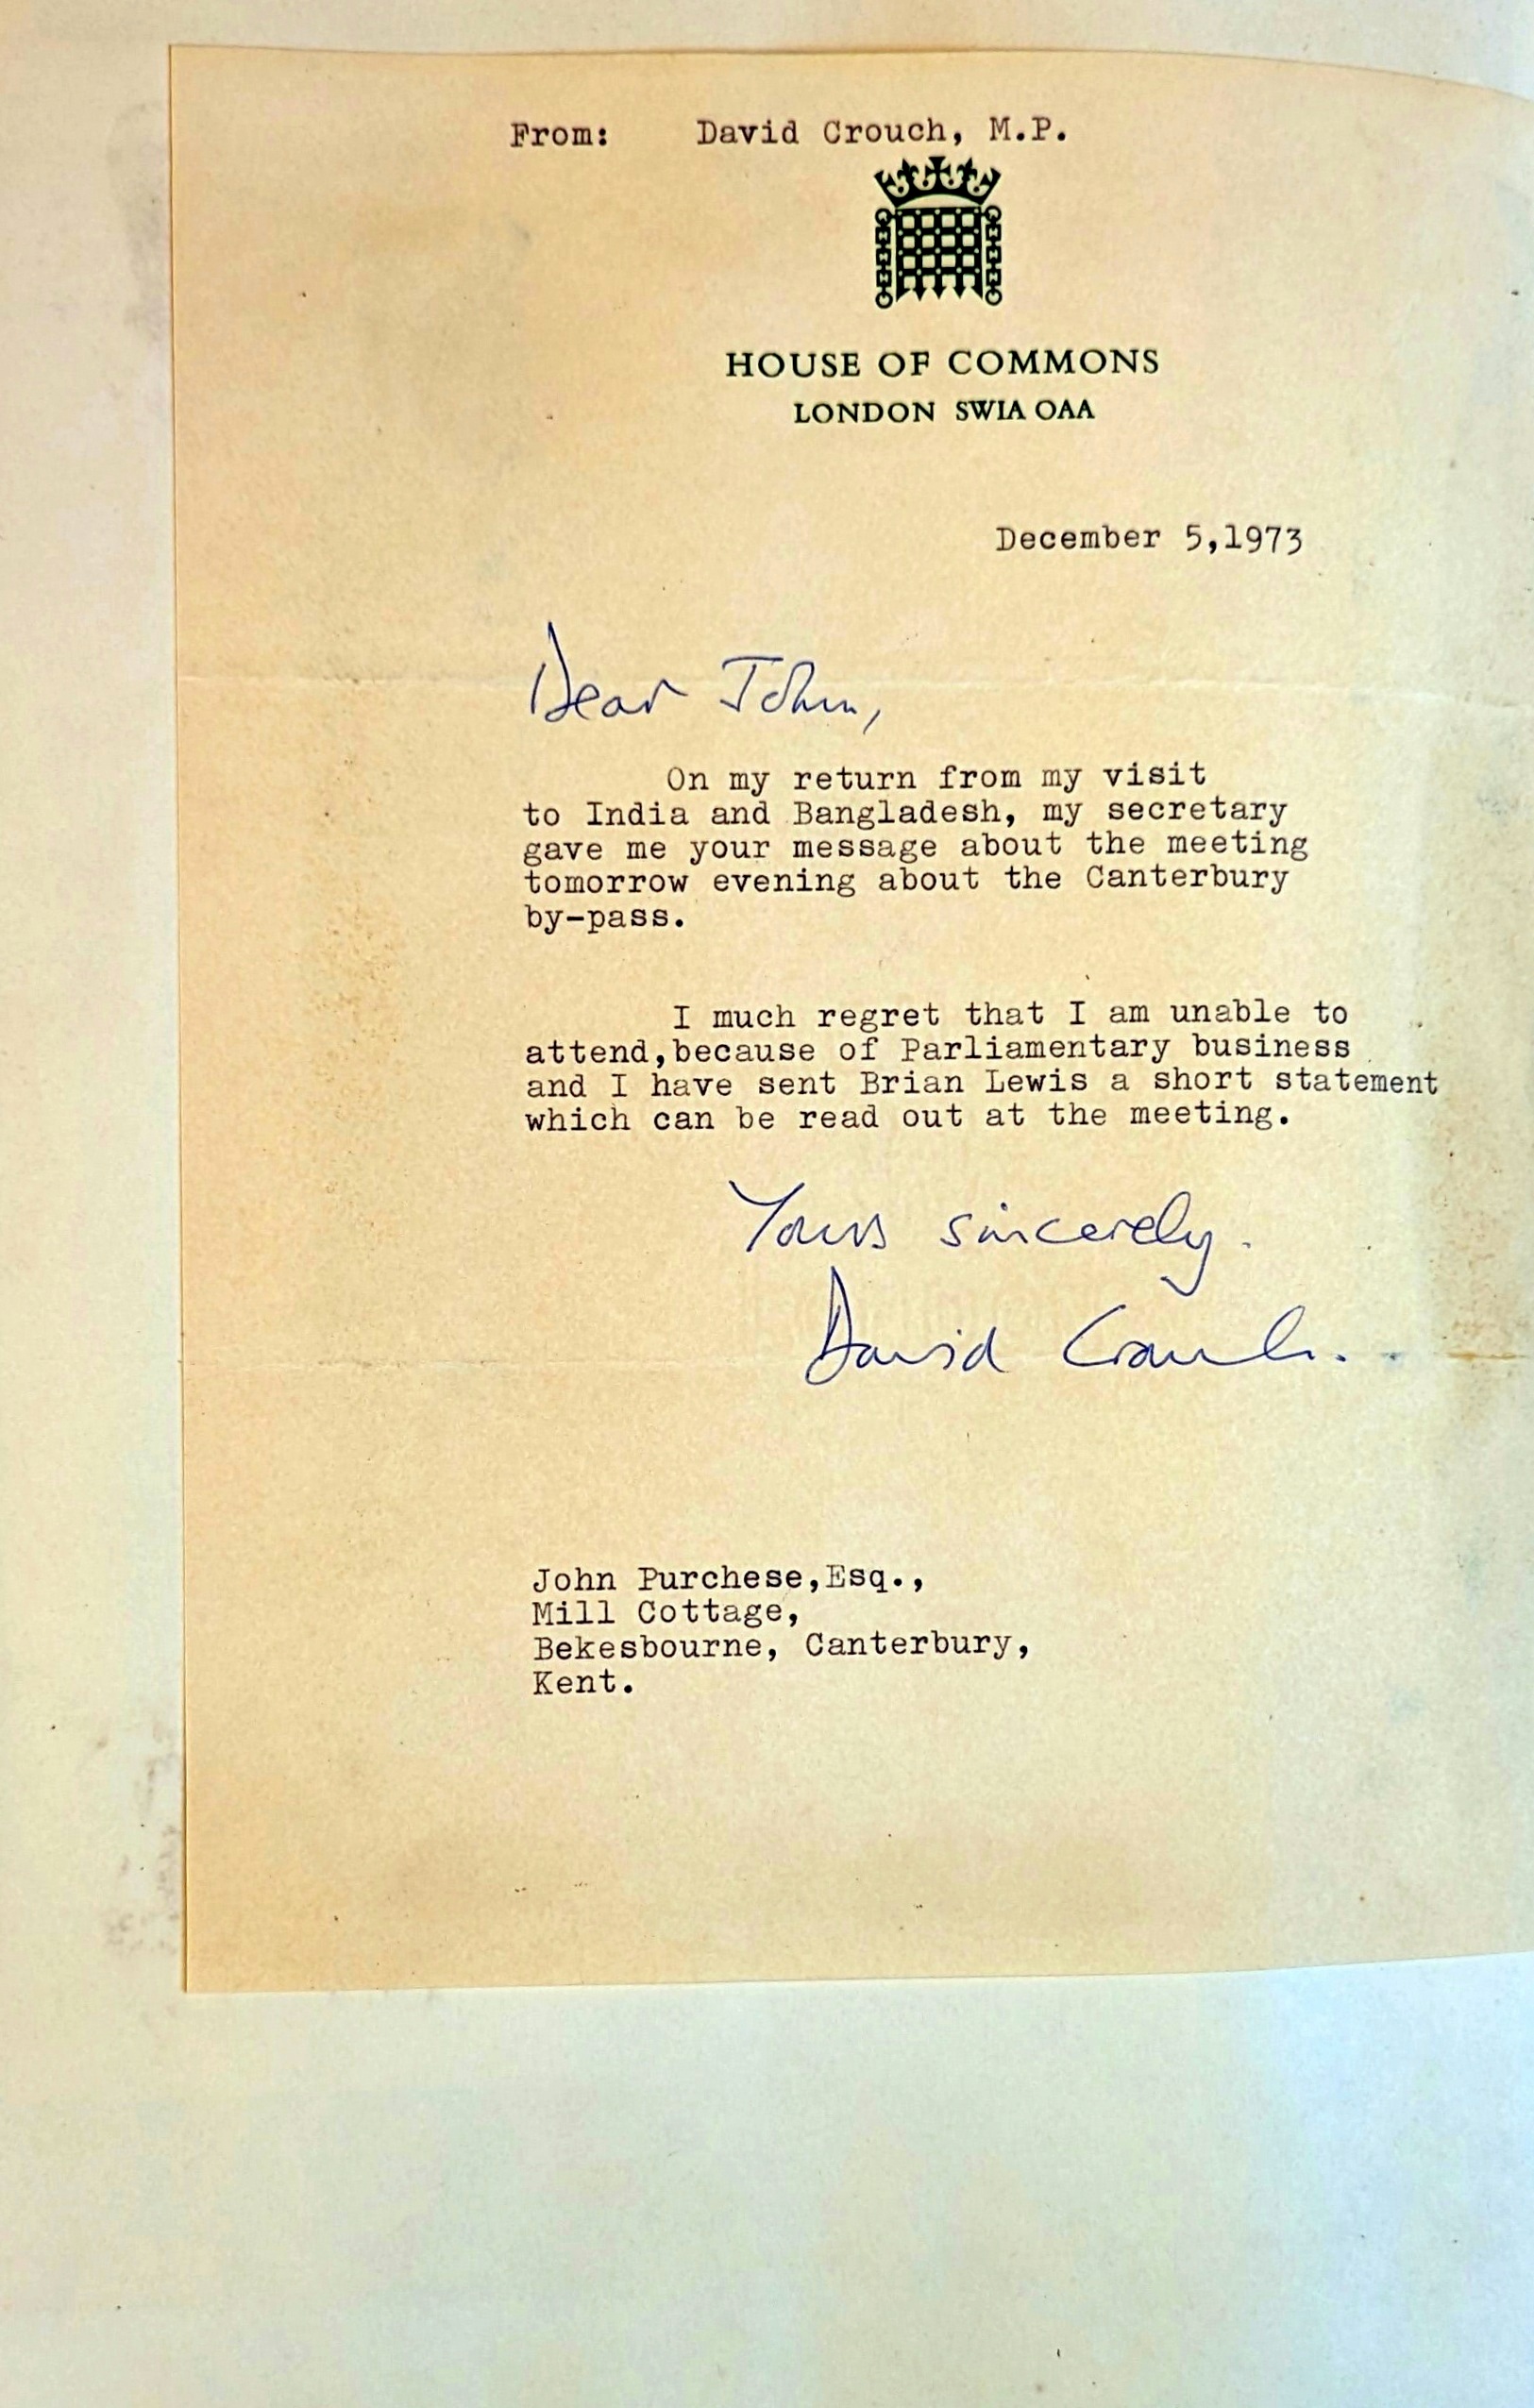 From: David Crouch, M.P.
HOUSE OF COMMONS
LONDON SW1A 0AA
December 5,1973
Dear John,
On my return from my visit
to India and Bangladesh, my secretary
gave me your message about the meeting
tomorrow evening about the Canterbury
by-pass.
I much regret that I am unable to
attend,because of Parliamentary business
and I have sent Brian Lewis a short statement
which can be read out at the meeting.
Yours sincerely.
David Crouch.
John Purchese,Esq.,
Mill Cottage,
Bekesbourne, Canterbury,
Kent.